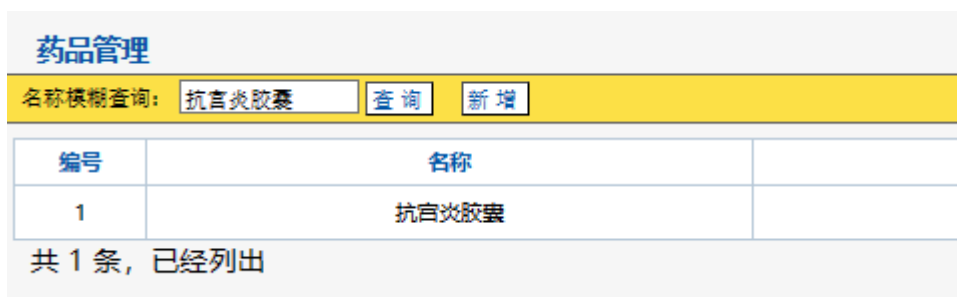 药品管理
名称模糊查询： 抗宫炎胶囊 查 询 新 增
编号 名称
1 抗宫炎胶囊
共 1 条，已经列出